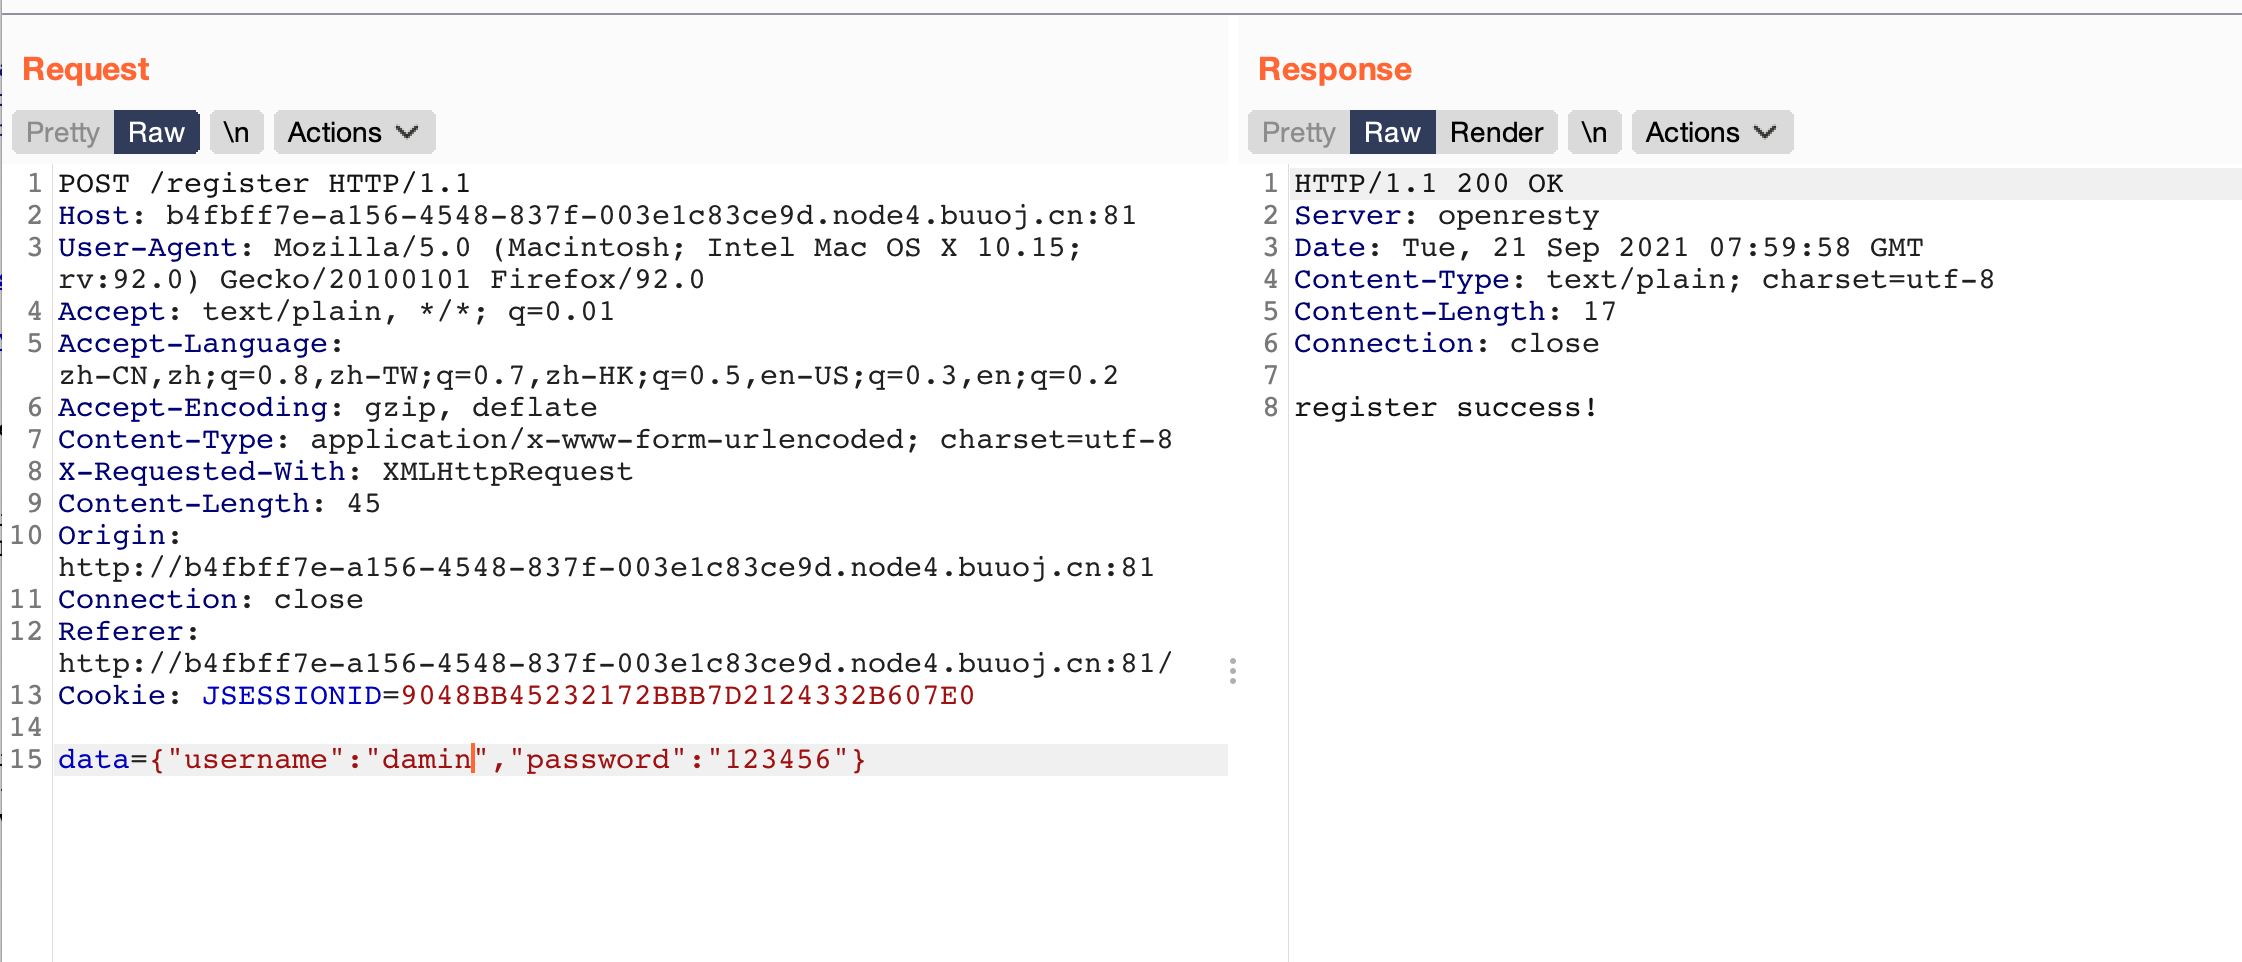 Request
Pretty Raw \n Actions
1 POST /register HTTP/1.1
2 Host: b4fbff7e-a156-4548-837f-003e1c83ce9d.node4.buuoj.cn:81
3 User-Agent: Mozilla/5.0 (Macintosh; Intel Mac OS X 10.15;
rv:92.0) Gecko/20100101 Firefox/92.0
4 Accept: text/plain, */*; q=0.01
5 Accept-Language:
zh-CN,zh;q=0.8,zh-TW;q=0.7,zh-HK;q=0.5,en-US;q=0.3,en;q=0.2
6 Accept-Encoding: gzip, deflate
7 Content-Type: application/x-www-form-urlencoded; charset=utf-8
8 X-Requested-With: XMLHttpRequest
9 Content-Length: 45
10 Origin:
http://b4fbff7e-a156-4548-837f-003e1c83ce9d.node4.buuoj.cn:81
11 Connection: close
12 Referer:
http://b4fbff7e-a156-4548-837f-003e1c83ce9d.node4.buuoj.cn:81/
13 Cookie: JSESSIONID=9048BB45232172BBB7D2124332B607E0
14
15 data={"username":"damin","password":"123456"}
Response
Pretty Raw Render \n Actions
1 HTTP/1.1 200 OK
2 Server: openresty
3 Date: Tue, 21 Sep 2021 07:59:58 GMT
4 Content-Type: text/plain; charset=utf-8
5 Content-Length: 17
6 Connection: close
7
8 register success!